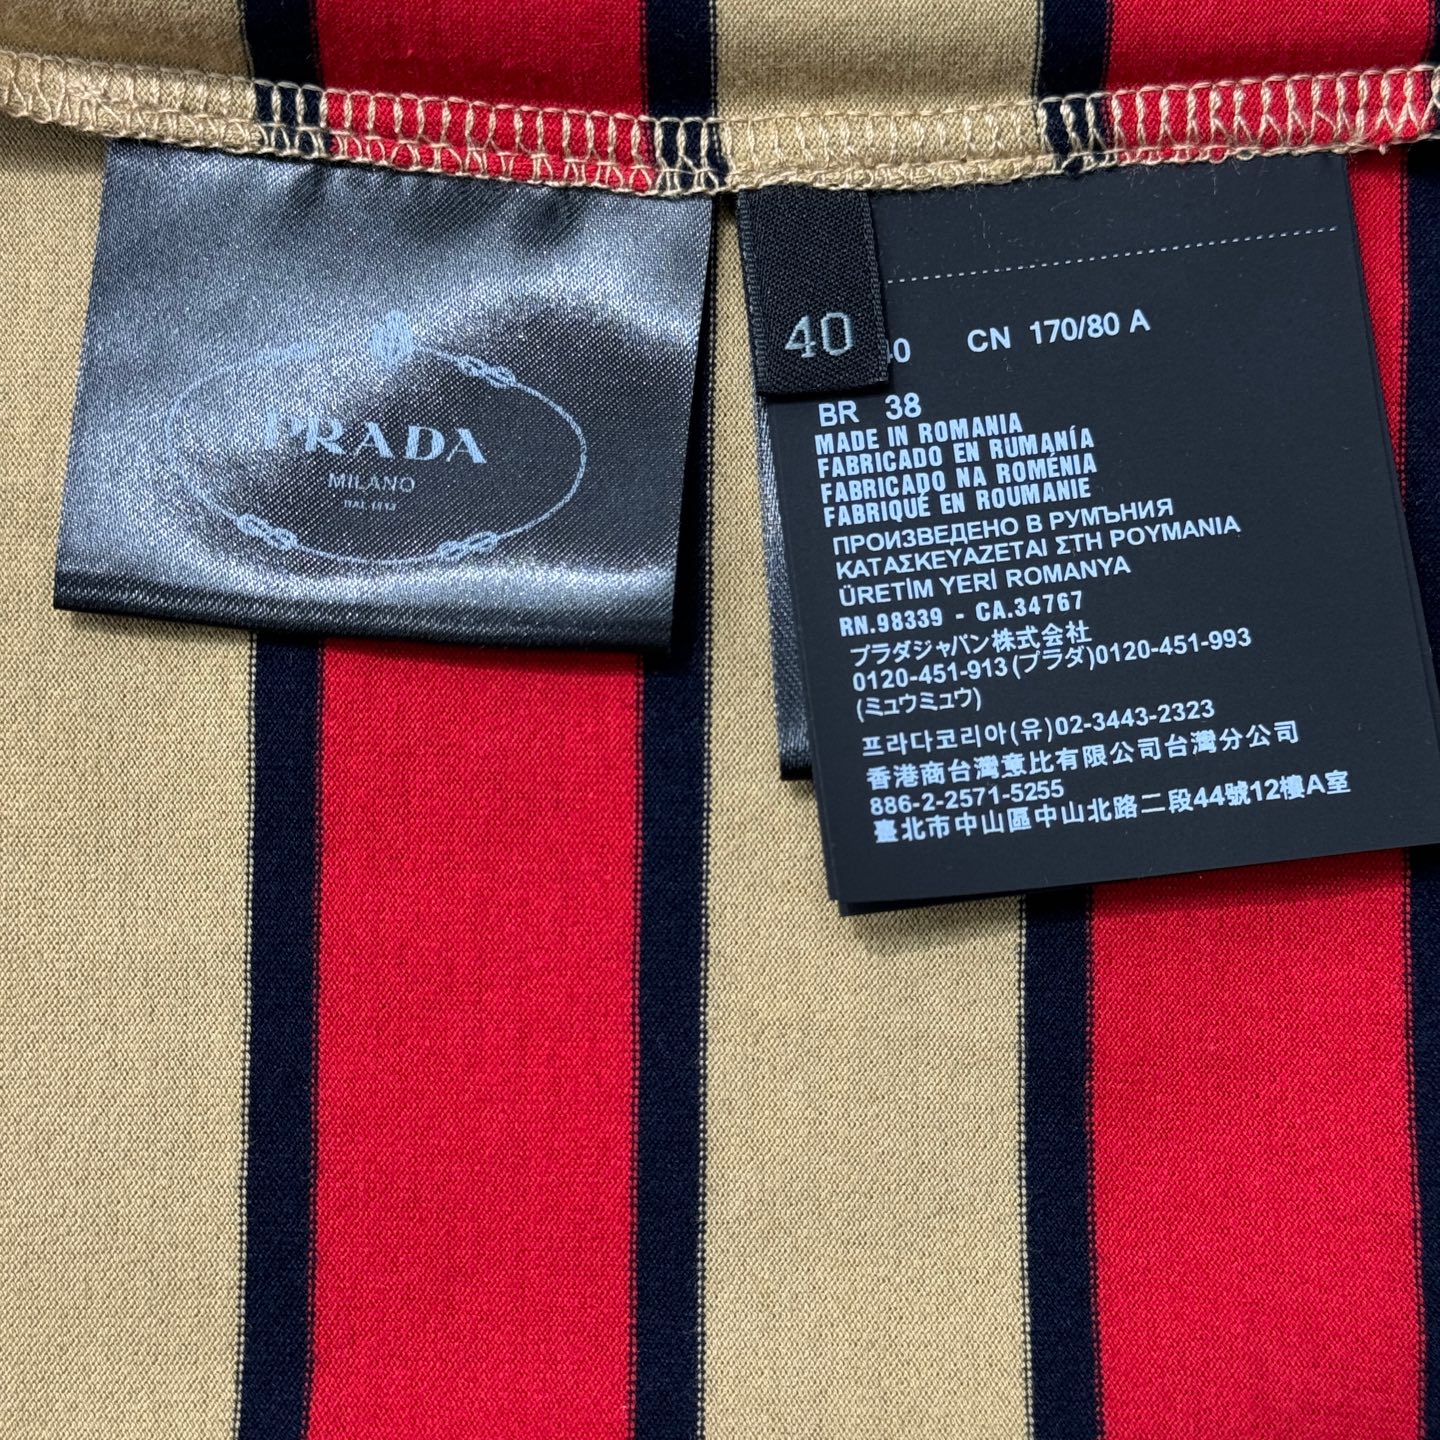 PRADA
MILANO
DAL 1913
40
40 CN 170/80 A
BR 38
MADE IN ROMANIA
FABRICADO EN RUMANÍA
FABRICADO NA ROMÉNIA
FABRIQUÉ EN ROUMANIE
ПРОИЗВЕДЕНО В РУМЪНИЯ
ΚΑΤΑΣΚΕΥΑΖΕΤΑΙ ΣΤΗ ΡΟΥΜΑΝΙΑ
ÜRETİM YERİ ROMANYA
RN.98339 - CA.34767
プラダジャパン株式会社
0120-451-913(プラダ)0120-451-993
(ミュウミュウ)
프라다코리아(유)02-3443-2323
香港商台灣意比有限公司台灣分公司
886-2-2571-5255
臺北市中山區中山北路二段44號12樓A室